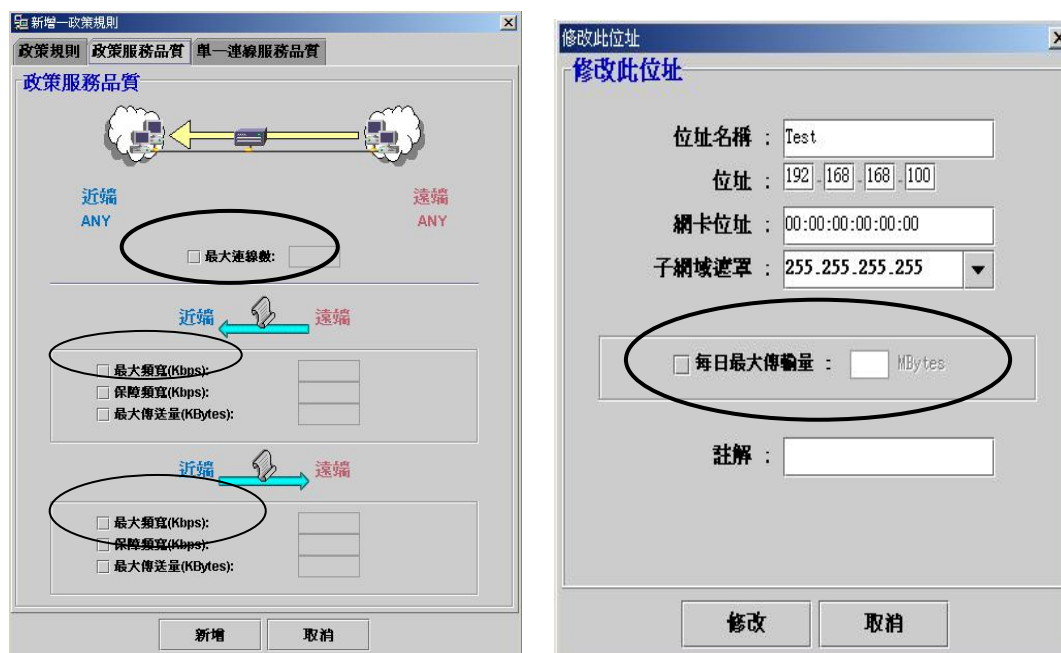 新增一政策規則
政策規則 政策服務品質 單一連線服務品質
政策服務品質
近端 遠端
ANY ANY
最大連線數:
近端 遠端
最大頻寬(Kbps):
保障頻寬(Kbps):
最大傳送量(KBytes):
近端 遠端
最大頻寬(Kbps):
保障頻寬(Kbps):
最大傳送量(KBytes):
新增 取消
修改此位址
修改此位址
位址名稱 : Test
位址 : 192.168.168.100
網卡位址 : 00:00:00:00:00:00
子網域遮罩 : 255.255.255.255
每日最大傳輸量 : MBytes
註解 :
修改 取消